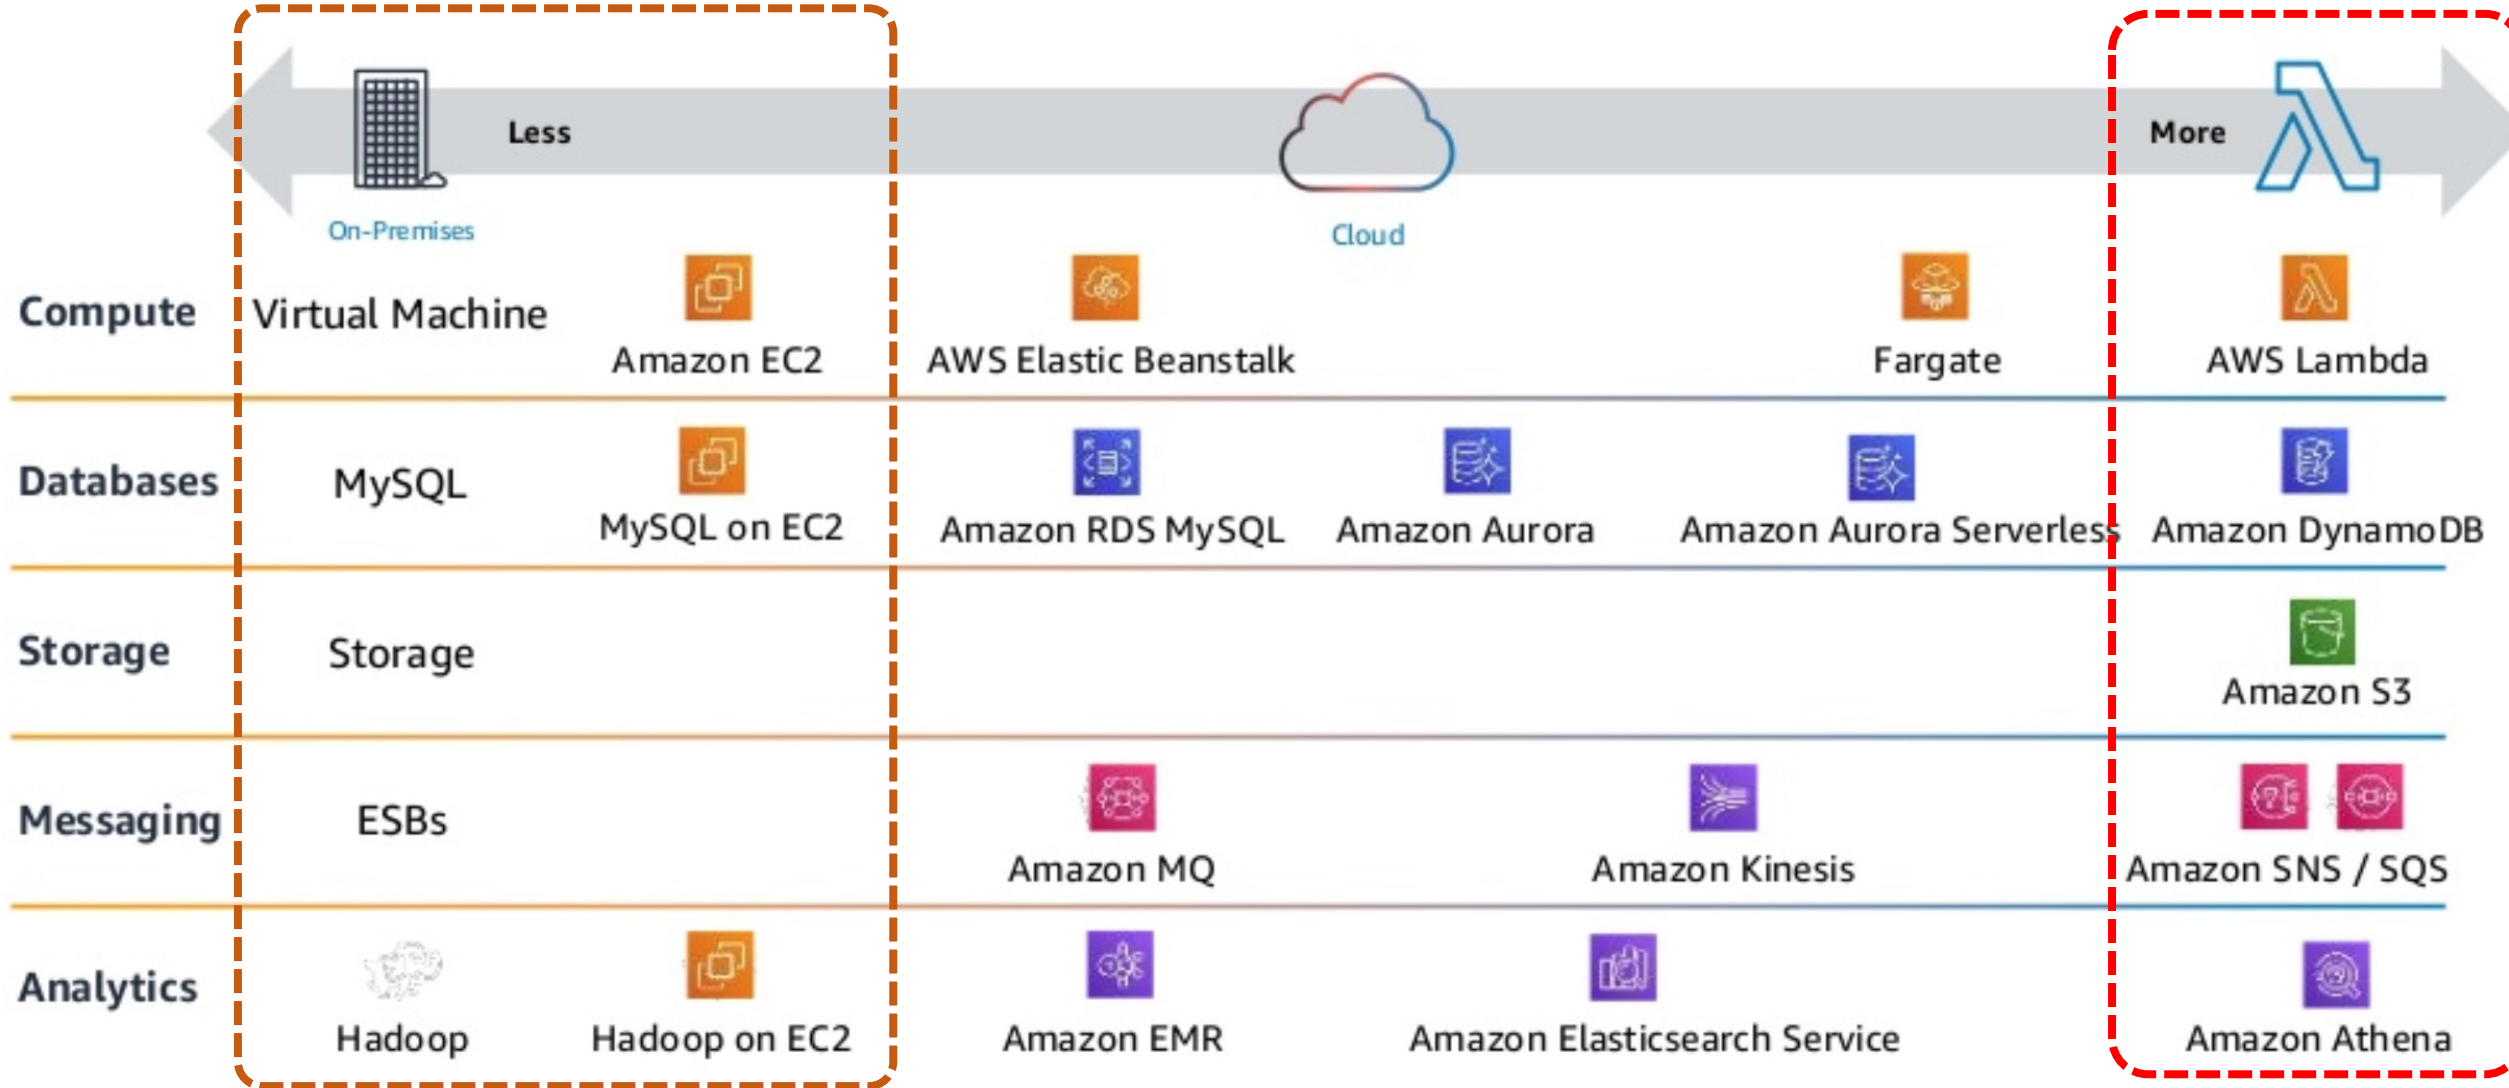 Less
More
On-Premises
Cloud
Compute
Virtual Machine
Amazon EC2
AWS Elastic Beanstalk
Fargate
AWS Lambda
Databases
MySQL
MySQL on EC2
Amazon RDS MySQL
Amazon Aurora
Amazon Aurora Serverless
Amazon DynamoDB
Storage
Storage
Amazon S3
Messaging
ESBs
Amazon MQ
Amazon Kinesis
Amazon SNS / SQS
Analytics
Hadoop
Hadoop on EC2
Amazon EMR
Amazon Elasticsearch Service
Amazon Athena